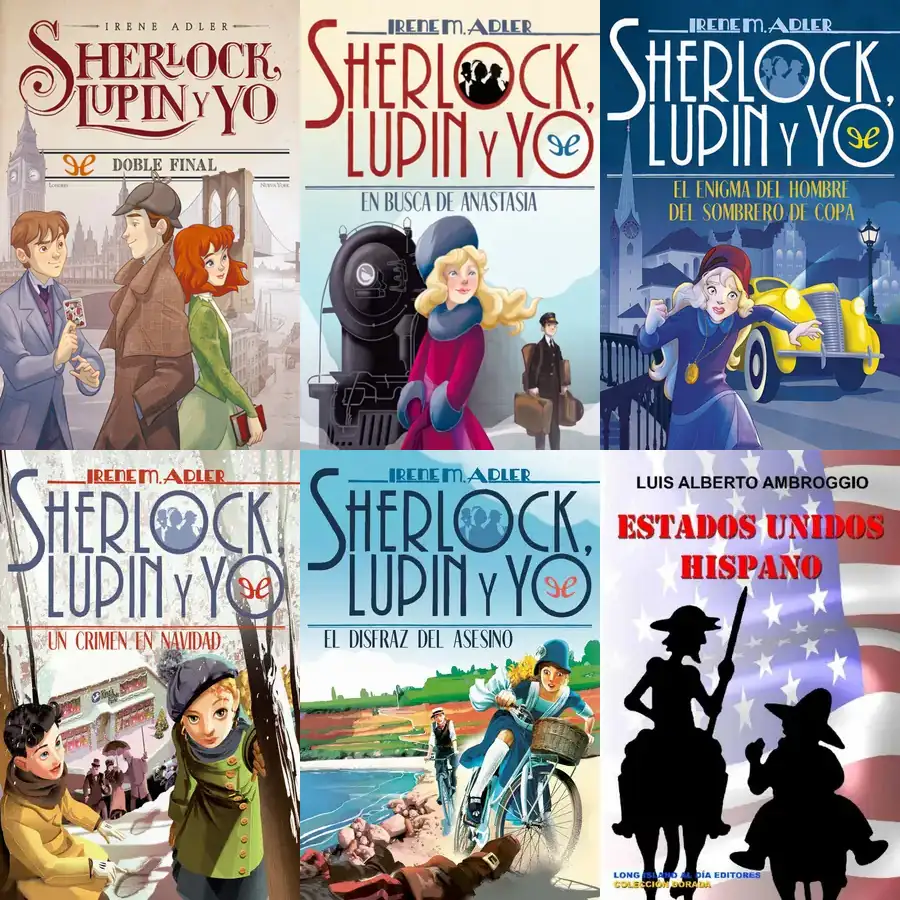 IRENE ADLER
SHERLOCK,
LUPIN Y YO
DOBLE FINAL
LONDRES
NUEVA YORK
IRENE M. ADLER
SHERLOCK,
LUPIN Y YO
EN BUSCA DE ANASTASIA
IRENE M. ADLER
SHERLOCK,
LUPIN Y YO
EL ENIGMA DEL HOMBRE
DEL SOMBRERO DE COPA
IRENE M. ADLER
SHERLOCK,
LUPIN Y YO
UN CRIMEN EN NAVIDAD
IRENE M. ADLER
SHERLOCK,
LUPIN Y YO
EL DISFRAZ DEL ASESINO
LUIS ALBERTO AMBROGGIO
ESTADOS UNIDOS
HISPANO
LONG ISLAND AL DÍA EDITORES
COLECCIÓN DORADA